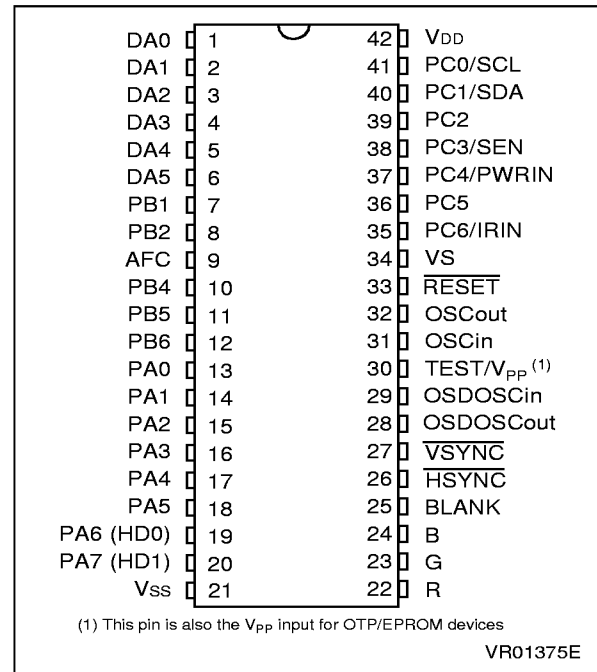 DA0 1 42 VDD
DA1 2 41 PC0/SCL
DA2 3 40 PC1/SDA
DA3 4 39 PC2
DA4 5 38 PC3/SEN
DA5 6 37 PC4/PWRIN
PB1 7 36 PC5
PB2 8 35 PC6/IRIN
AFC 9 34 VS
PB4 10 33 RESET
PB5 11 32 OSCout
PB6 12 31 OSCin
PA0 13 30 TEST/VPP (1)
PA1 14 29 OSDOSCin
PA2 15 28 OSDOSCout
PA3 16 27 VSYNC
PA4 17 26 HSYNC
PA5 18 25 BLANK
PA6 (HD0) 19 24 B
PA7 (HD1) 20 23 G
VSS 21 22 R
(1) This pin is also the VPP input for OTP/EPROM devices
VR01375E